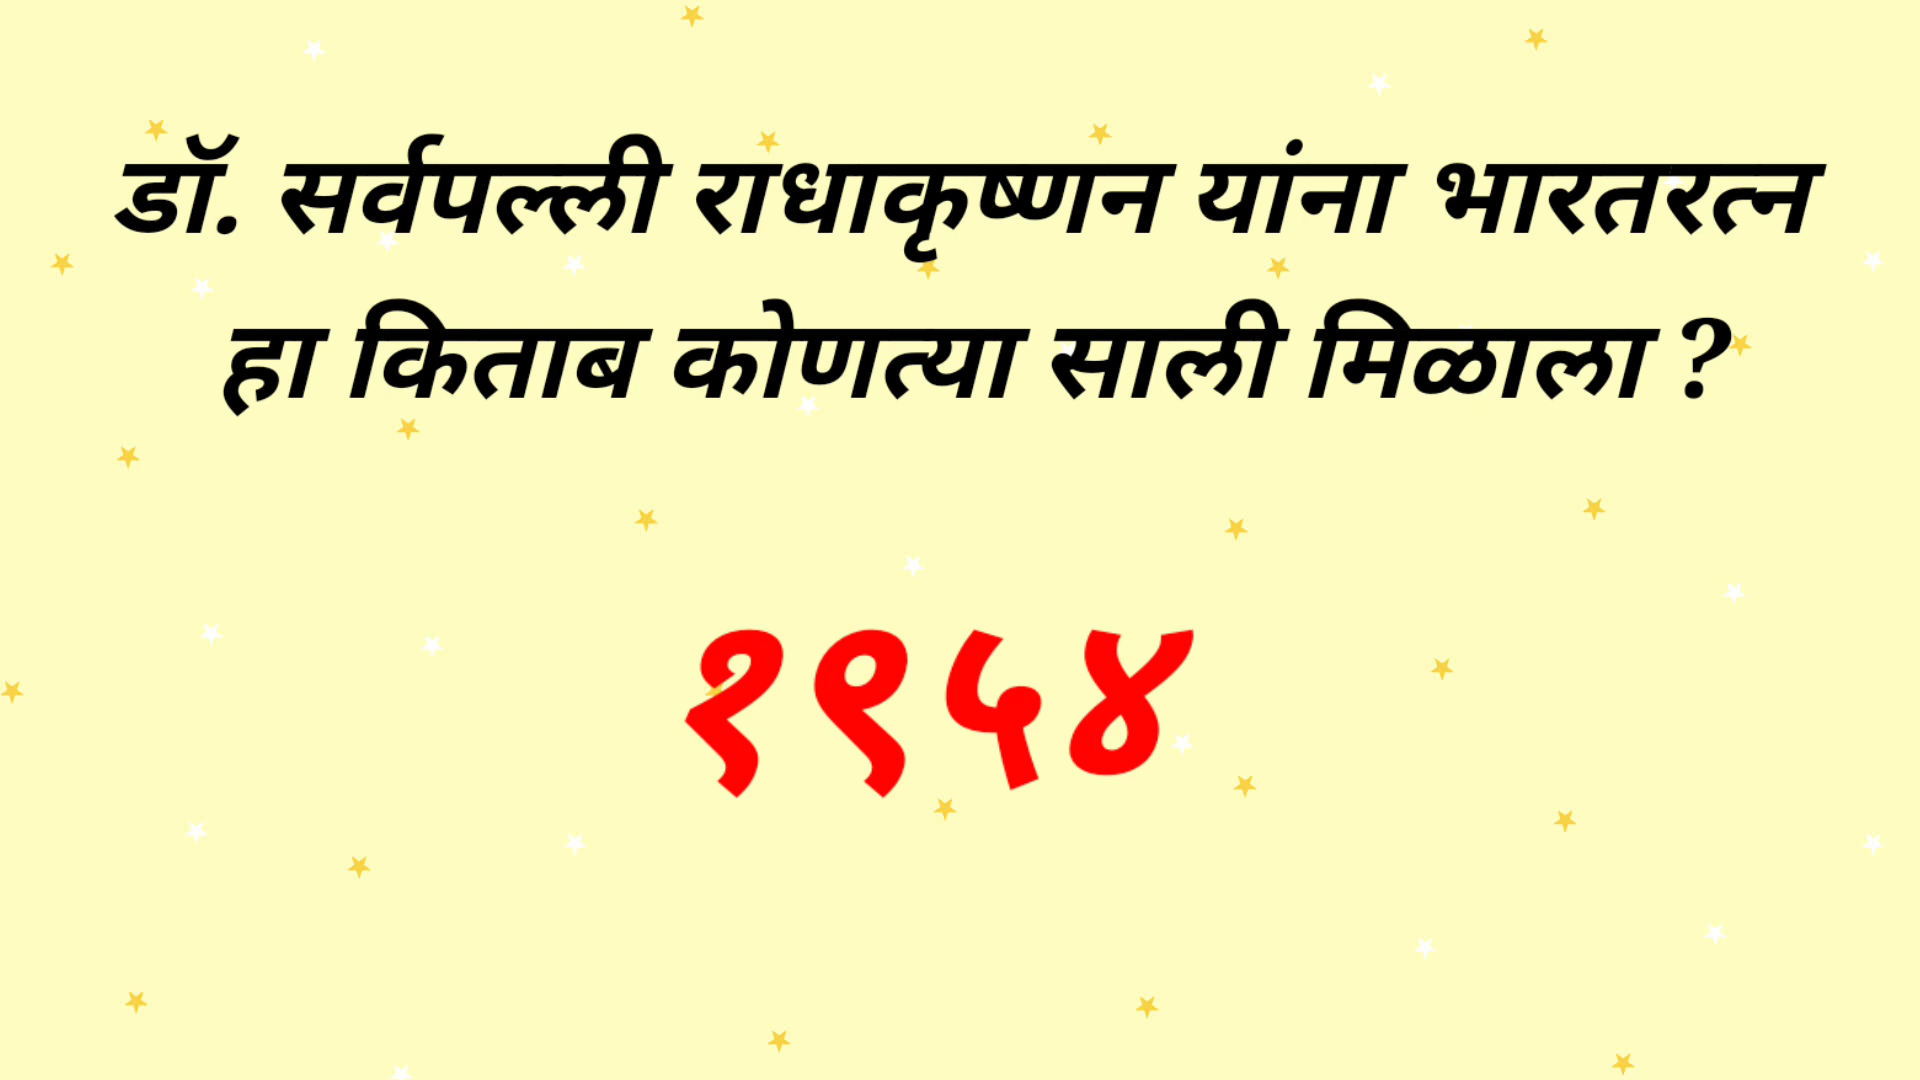 डॉ. सर्वपल्ली राधाकृष्णन यांना भारतरत्न
हा किताब कोणत्या साली मिळाला ?
१९५४